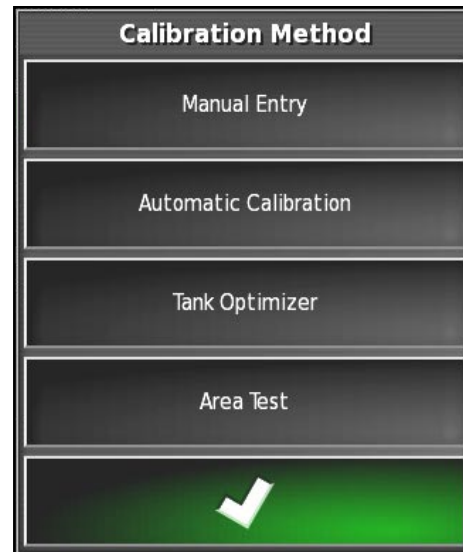 Calibration Method
Manual Entry
Automatic Calibration
Tank Optimizer
Area Test